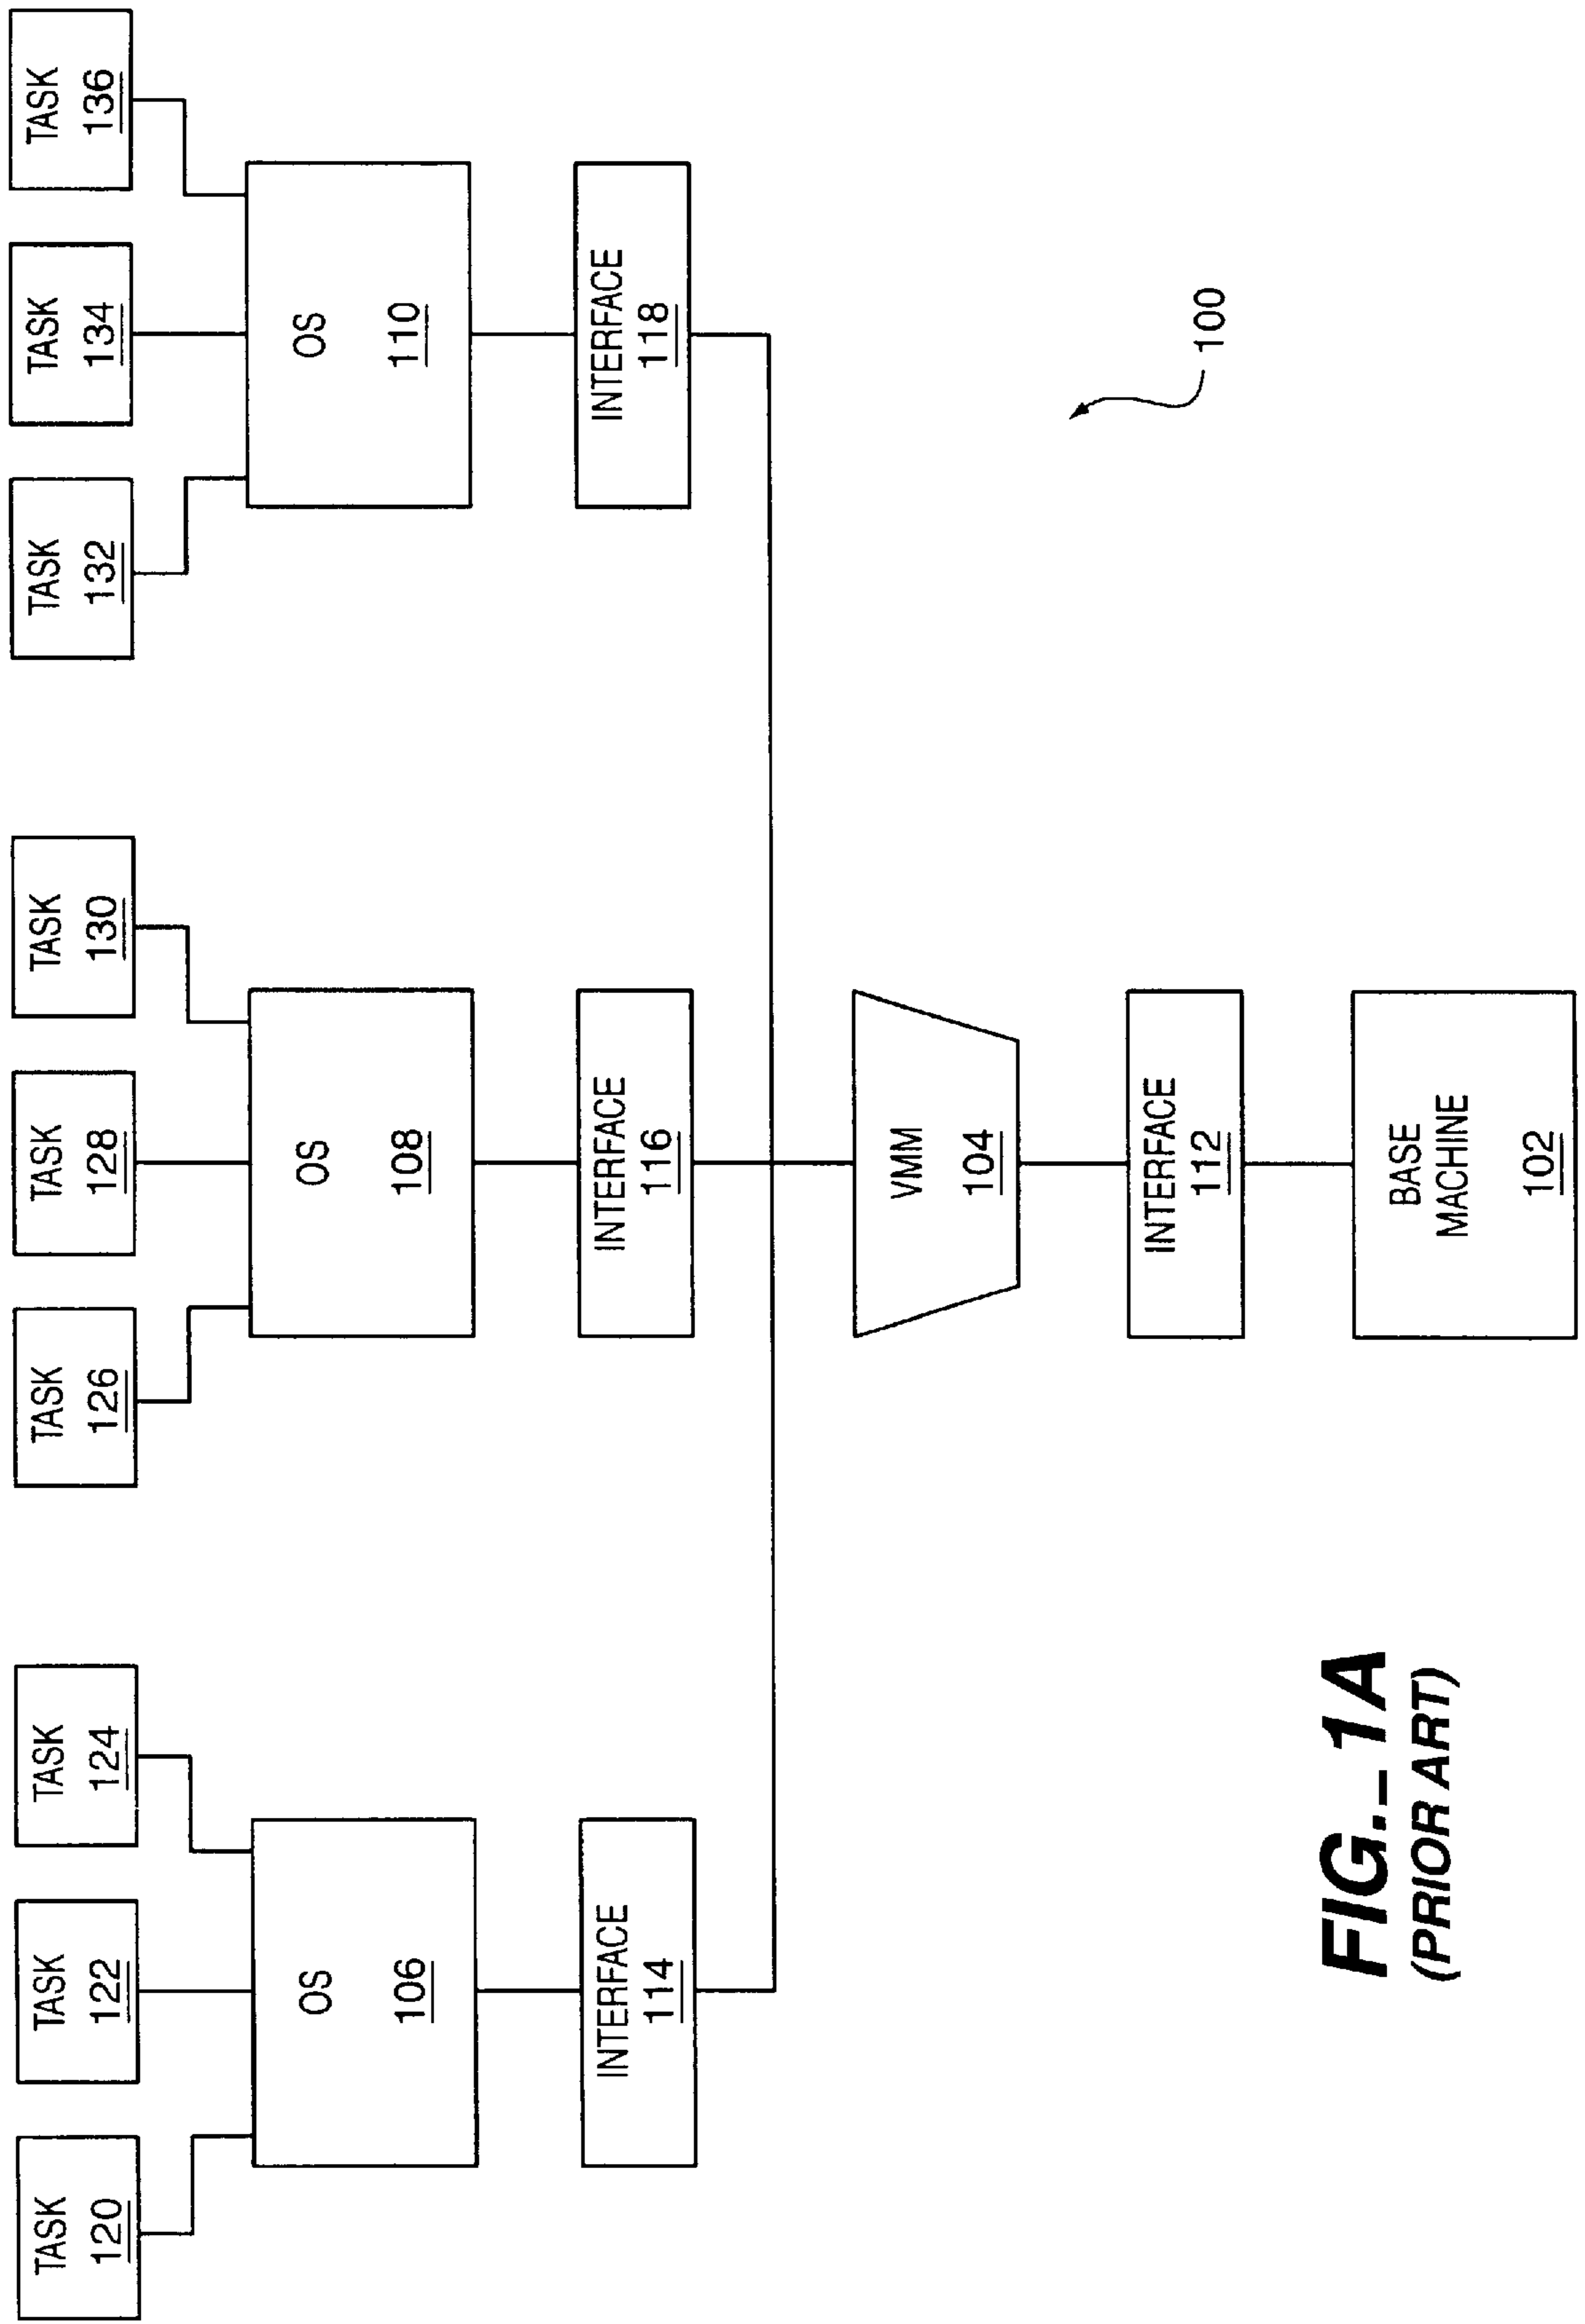 TASK
120
TASK
122
TASK
124
TASK
126
TASK
128
TASK
130
TASK
132
TASK
134
TASK
136
OS
106
OS
108
OS
110
INTERFACE
114
INTERFACE
116
INTERFACE
118
VMM
104
INTERFACE
112
BASE
MACHINE
102
100
FIG._1A
(PRIOR ART)